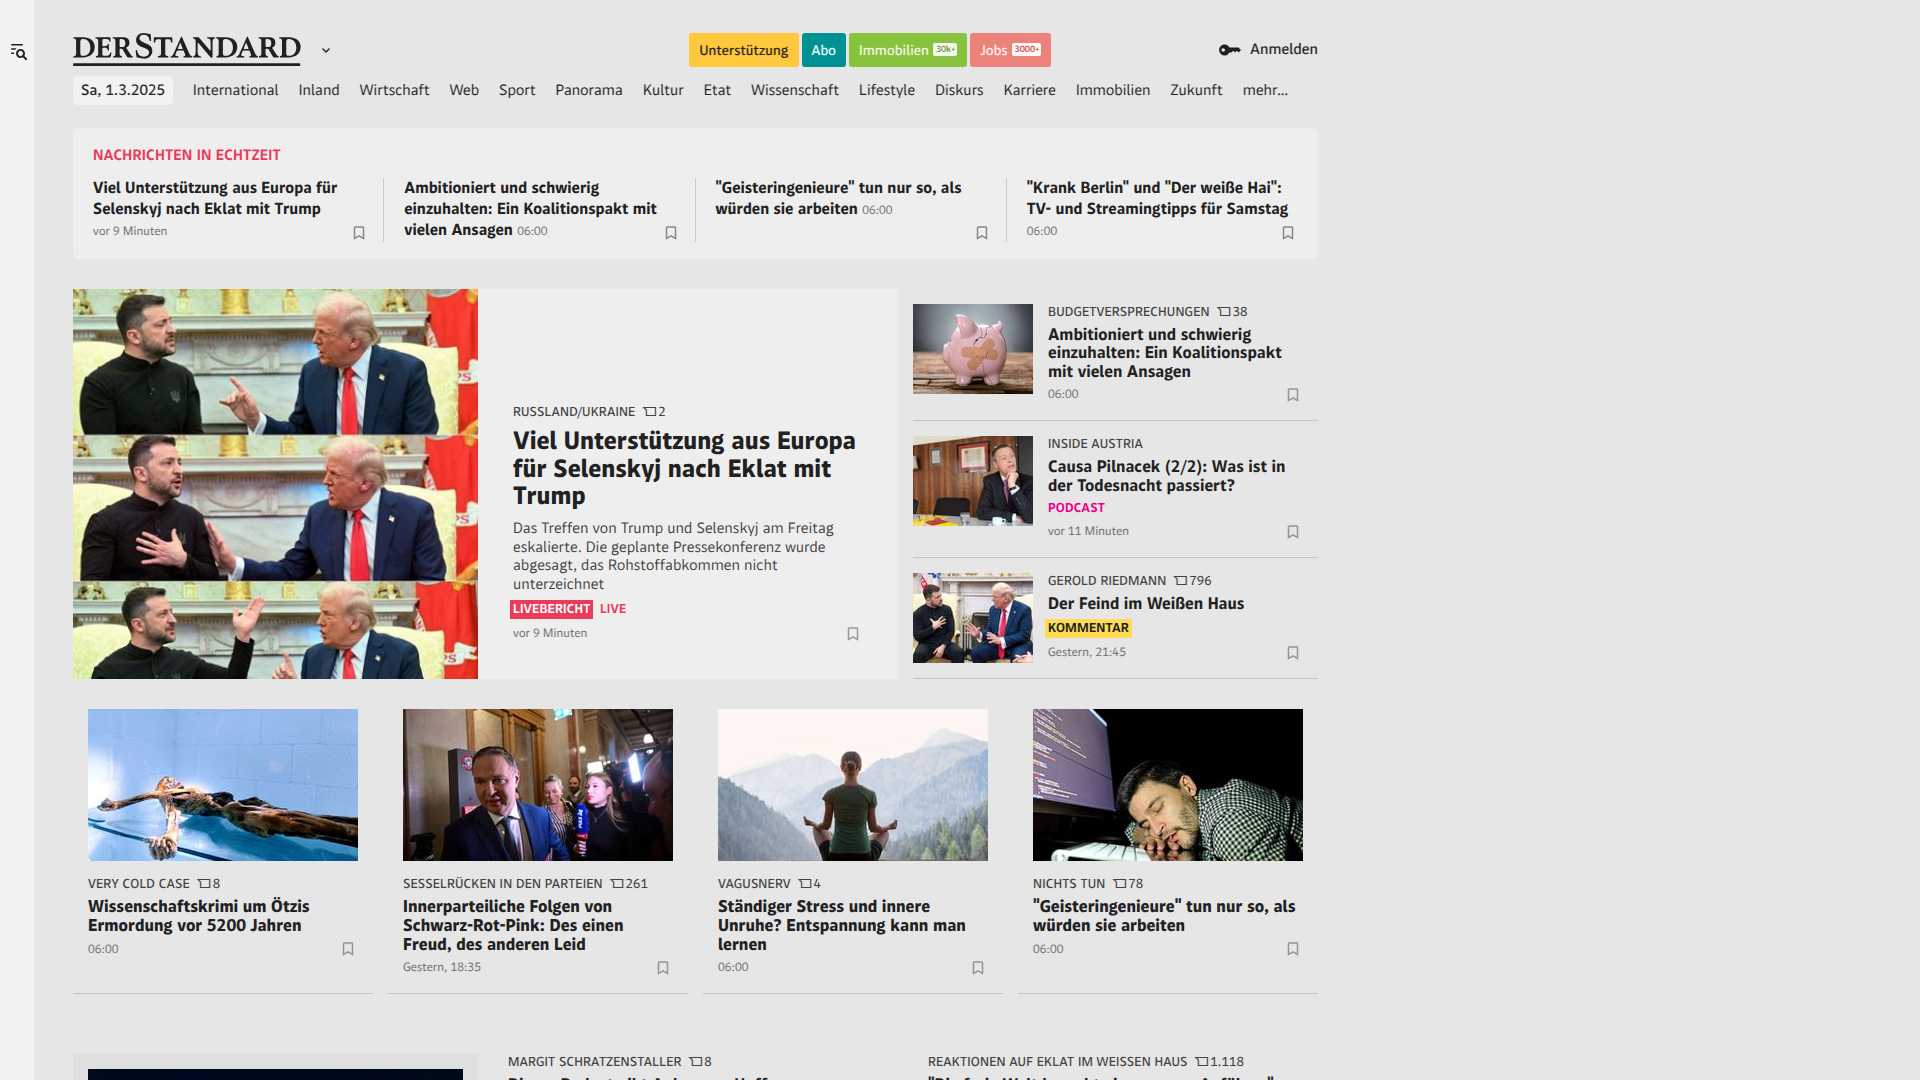 DERSTANDARD
Unterstützung
Abo
Immobilien 30k+
Jobs 3000+
Anmelden
Sa, 1.3.2025
International
Inland
Wirtschaft
Web
Sport
Panorama
Kultur
Etat
Wissenschaft
Lifestyle
Diskurs
Karriere
Immobilien
Zukunft
mehr...
NACHRICHTEN IN ECHTZEIT
Viel Unterstützung aus Europa für
Selenskyj nach Eklat mit Trump
vor 9 Minuten
Ambitioniert und schwierig
einzuhalten: Ein Koalitionspakt mit
vielen Ansagen 06:00
"Geisteringenieure" tun nur so, als
würden sie arbeiten 06:00
"Krank Berlin" und "Der weiße Hai":
TV- und Streamingtipps für Samstag
06:00
RUSSLAND/UKRAINE 2
Viel Unterstützung aus Europa
für Selenskyj nach Eklat mit
Trump
Das Treffen von Trump und Selenskyj am Freitag
eskalierte. Die geplante Pressekonferenz wurde
abgesagt, das Rohstoffabkommen nicht
unterzeichnet
LIVEBERICHT LIVE
vor 9 Minuten
BUDGETVERSPRECHUNGEN 38
Ambitioniert und schwierig
einzuhalten: Ein Koalitionspakt
mit vielen Ansagen
06:00
INSIDE AUSTRIA
Causa Pilnacek (2/2): Was ist in
der Todesnacht passiert?
PODCAST
vor 11 Minuten
GEROLD RIEDMANN 796
Der Feind im Weißen Haus
KOMMENTAR
Gestern, 21:45
VERY COLD CASE 8
Wissenschaftskrimi um Ötzis
Ermordung vor 5200 Jahren
06:00
SESSELRÜCKEN IN DEN PARTEIEN 261
Innerparteiliche Folgen von
Schwarz-Rot-Pink: Des einen
Freud, des anderen Leid
Gestern, 18:35
VAGUSNERV 4
Ständiger Stress und innere
Unruhe? Entspannung kann man
lernen
06:00
NICHTS TUN 78
"Geisteringenieure" tun nur so, als
würden sie arbeiten
06:00
MARGIT SCHRATZENSTALLER 8
REAKTIONEN AUF EKLAT IM WEISSEN HAUS 1.118